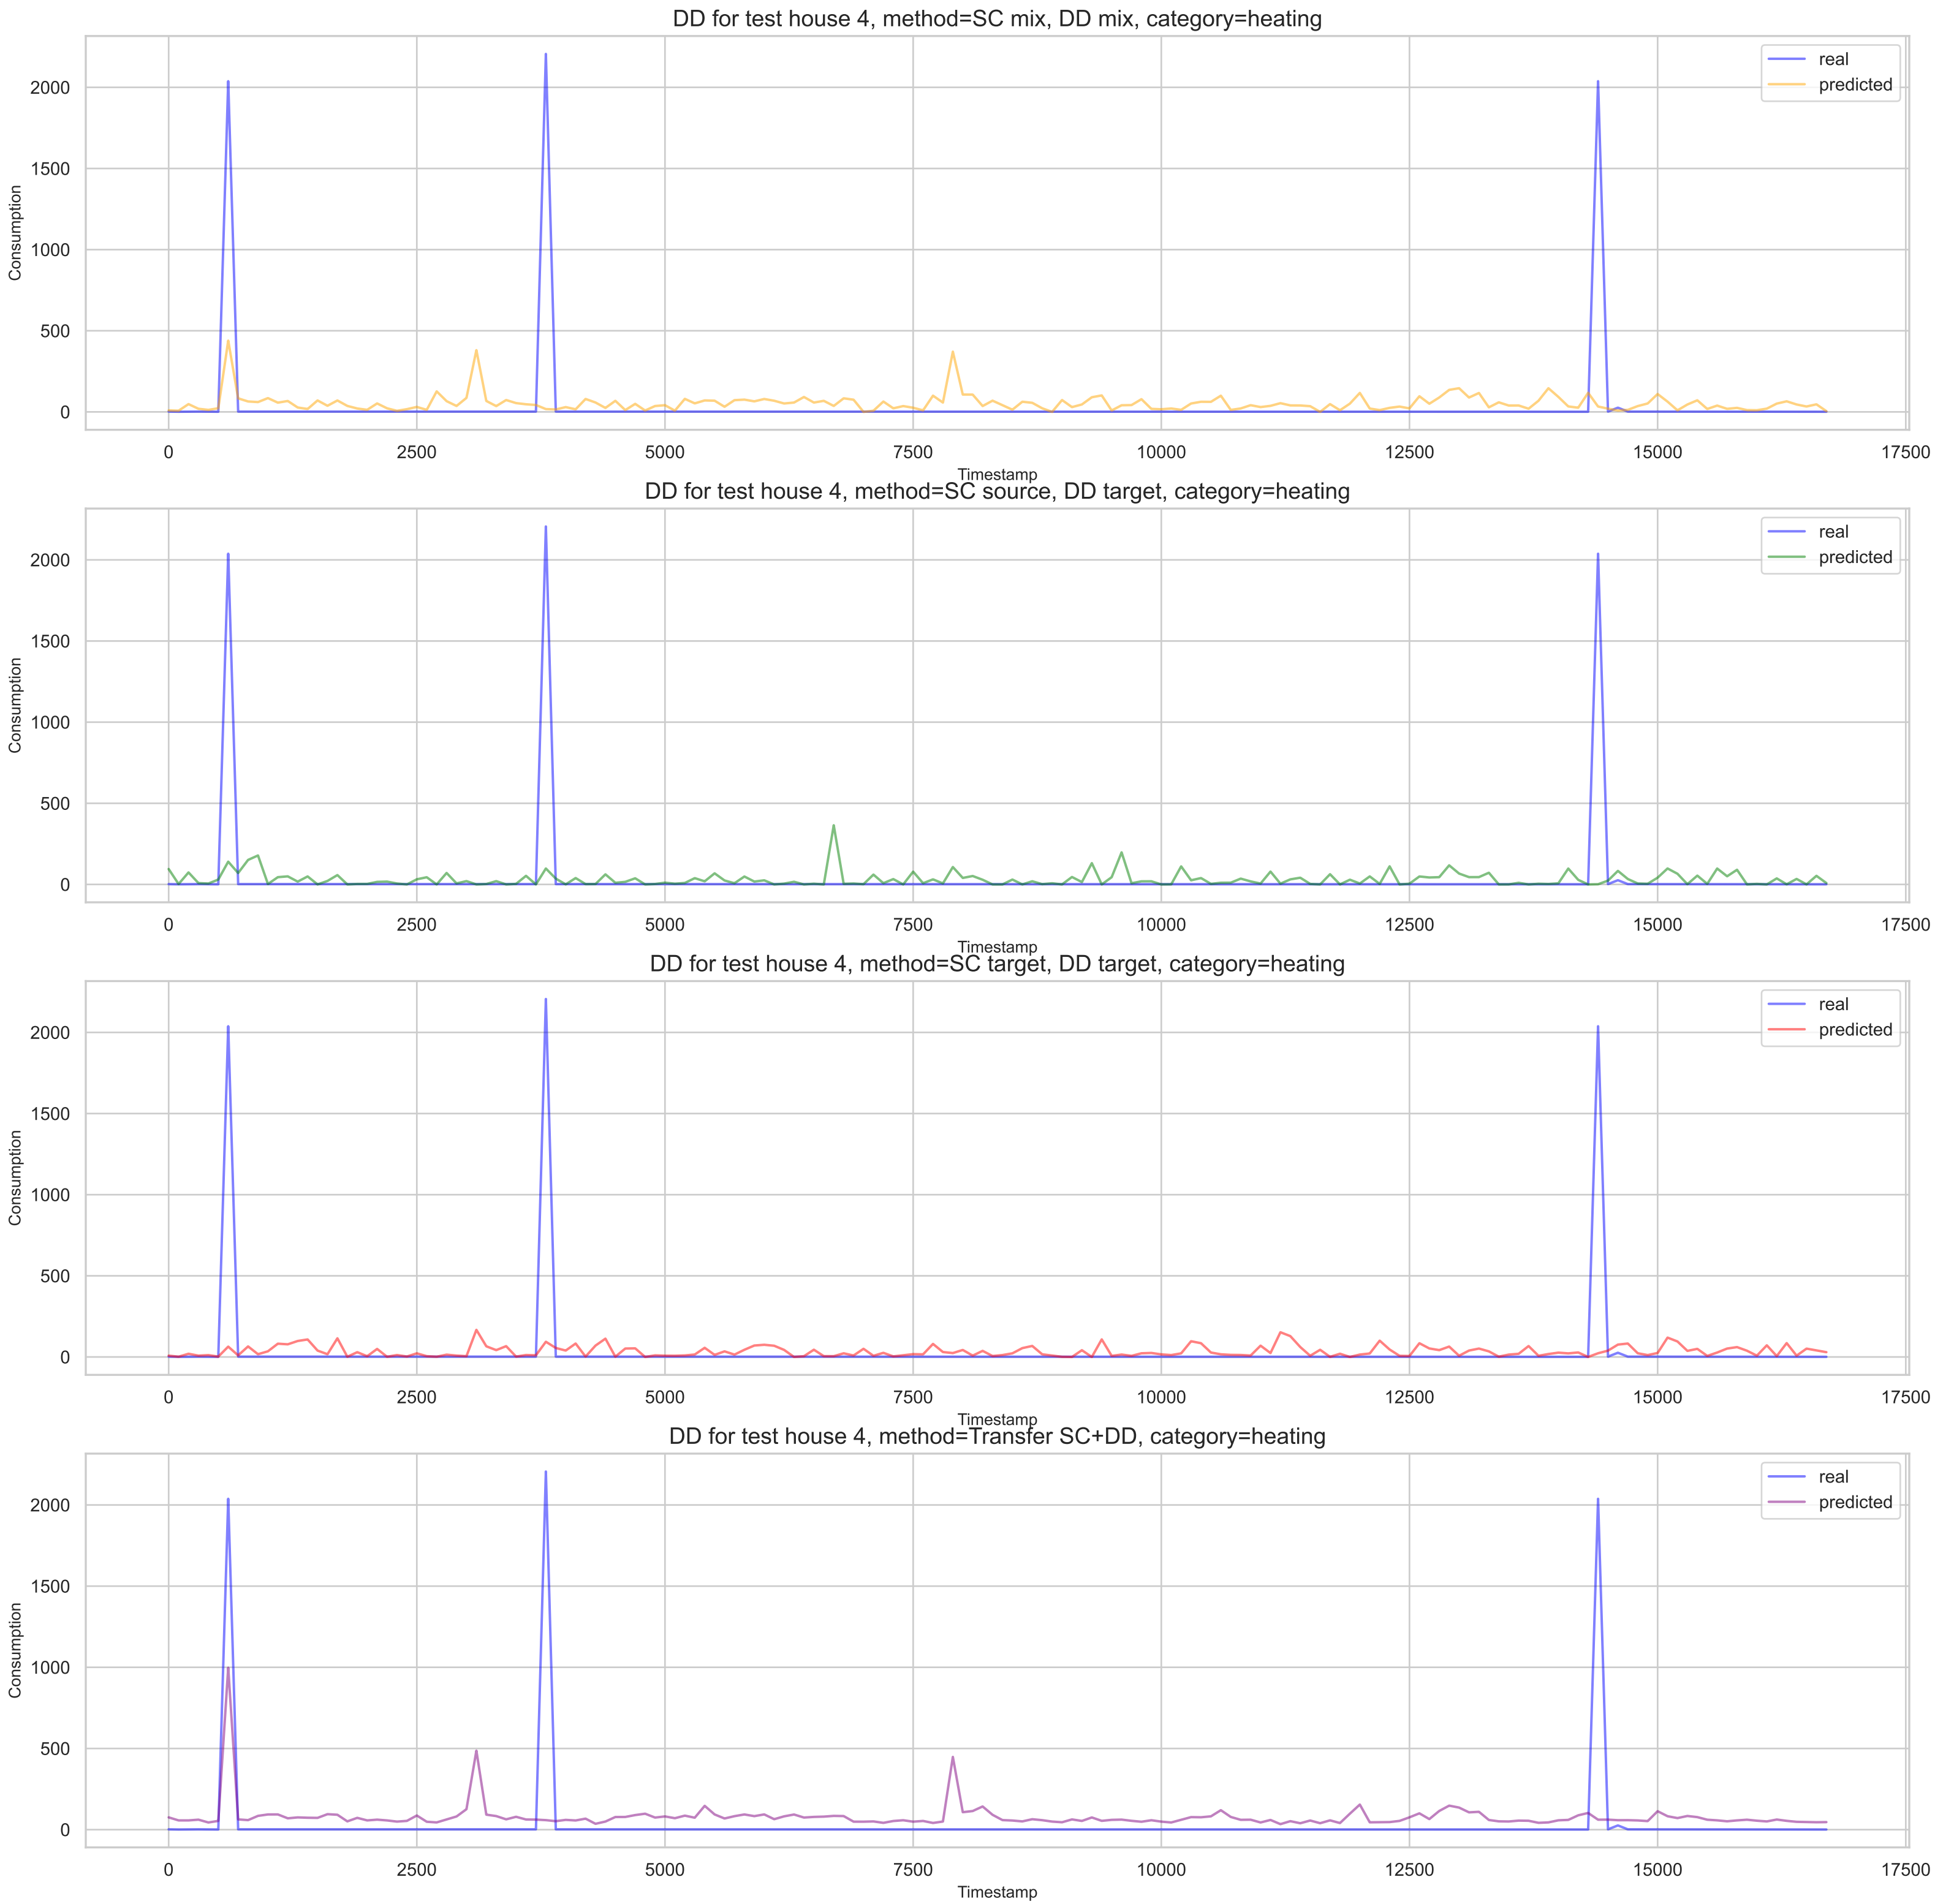 DD for test house 4, method=SC mix, DD mix, category=heating
real
predicted
Consumption
2000
1500
1000
500
0
0 2500 5000 7500 10000 12500 15000 17500
Timestamp
DD for test house 4, method=SC source, DD target, category=heating
real
predicted
Consumption
2000
1500
1000
500
0
0 2500 5000 7500 10000 12500 15000 17500
Timestamp
DD for test house 4, method=SC target, DD target, category=heating
real
predicted
Consumption
2000
1500
1000
500
0
0 2500 5000 7500 10000 12500 15000 17500
Timestamp
DD for test house 4, method=Transfer SC+DD, category=heating
real
predicted
Consumption
2000
1500
1000
500
0
0 2500 5000 7500 10000 12500 15000 17500
Timestamp